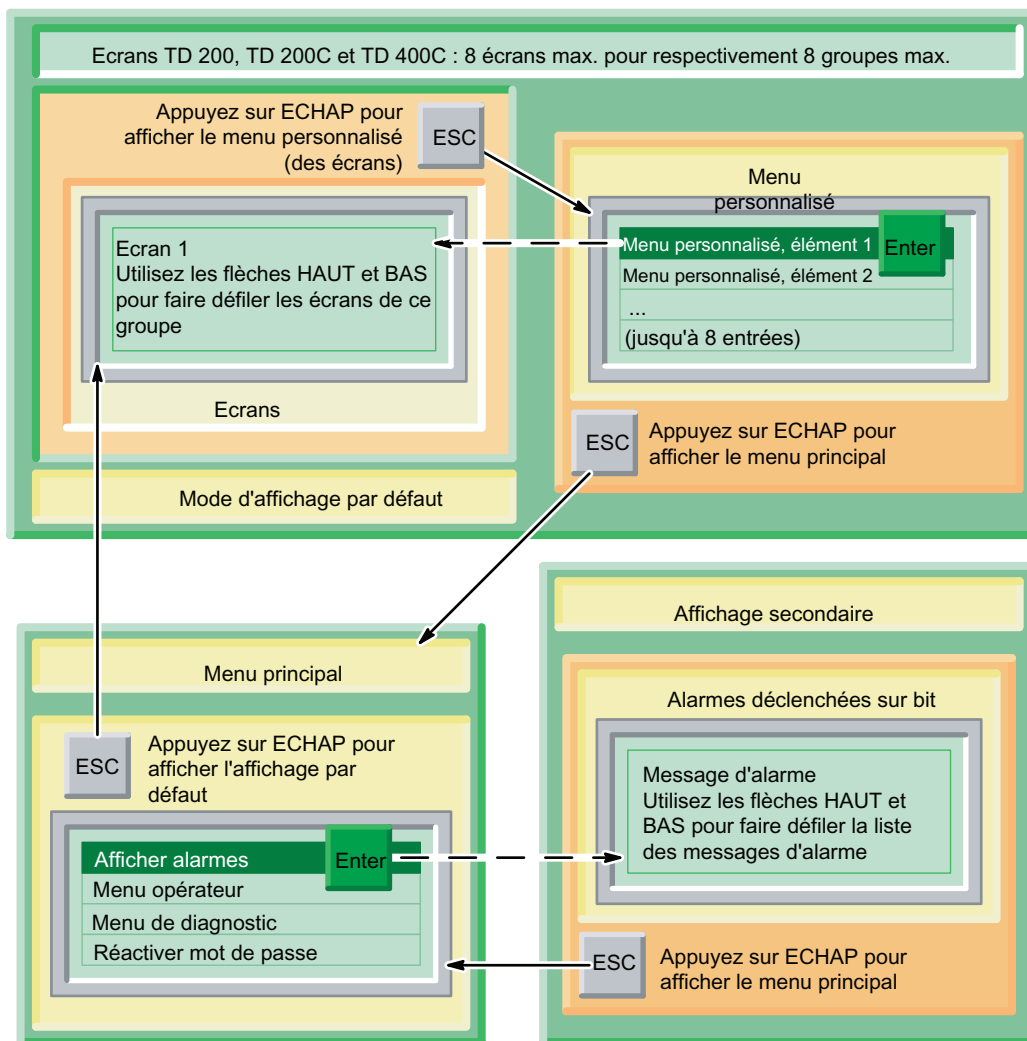 Ecrans TD 200, TD 200C et TD 400C : 8 écrans max. pour respectivement 8 groupes max.
Appuyez sur ECHAP pour
afficher le menu personnalisé
(des écrans)
ESC
Ecran 1
Utilisez les flèches HAUT et BAS
pour faire défiler les écrans de ce
groupe
Ecrans
Mode d'affichage par défaut
Menu
personnalisé
Menu personnalisé, élément 1
Enter
Menu personnalisé, élément 2
...
(jusqu'à 8 entrées)
ESC
Appuyez sur ECHAP pour
afficher le menu principal
Menu principal
ESC
Appuyez sur ECHAP pour
afficher l'affichage par
défaut
Afficher alarmes
Enter
Menu opérateur
Menu de diagnostic
Réactiver mot de passe
Affichage secondaire
Alarmes déclenchées sur bit
Message d'alarme
Utilisez les flèches HAUT et
BAS pour faire défiler la liste
des messages d'alarme
ESC
Appuyez sur ECHAP pour
afficher le menu principal